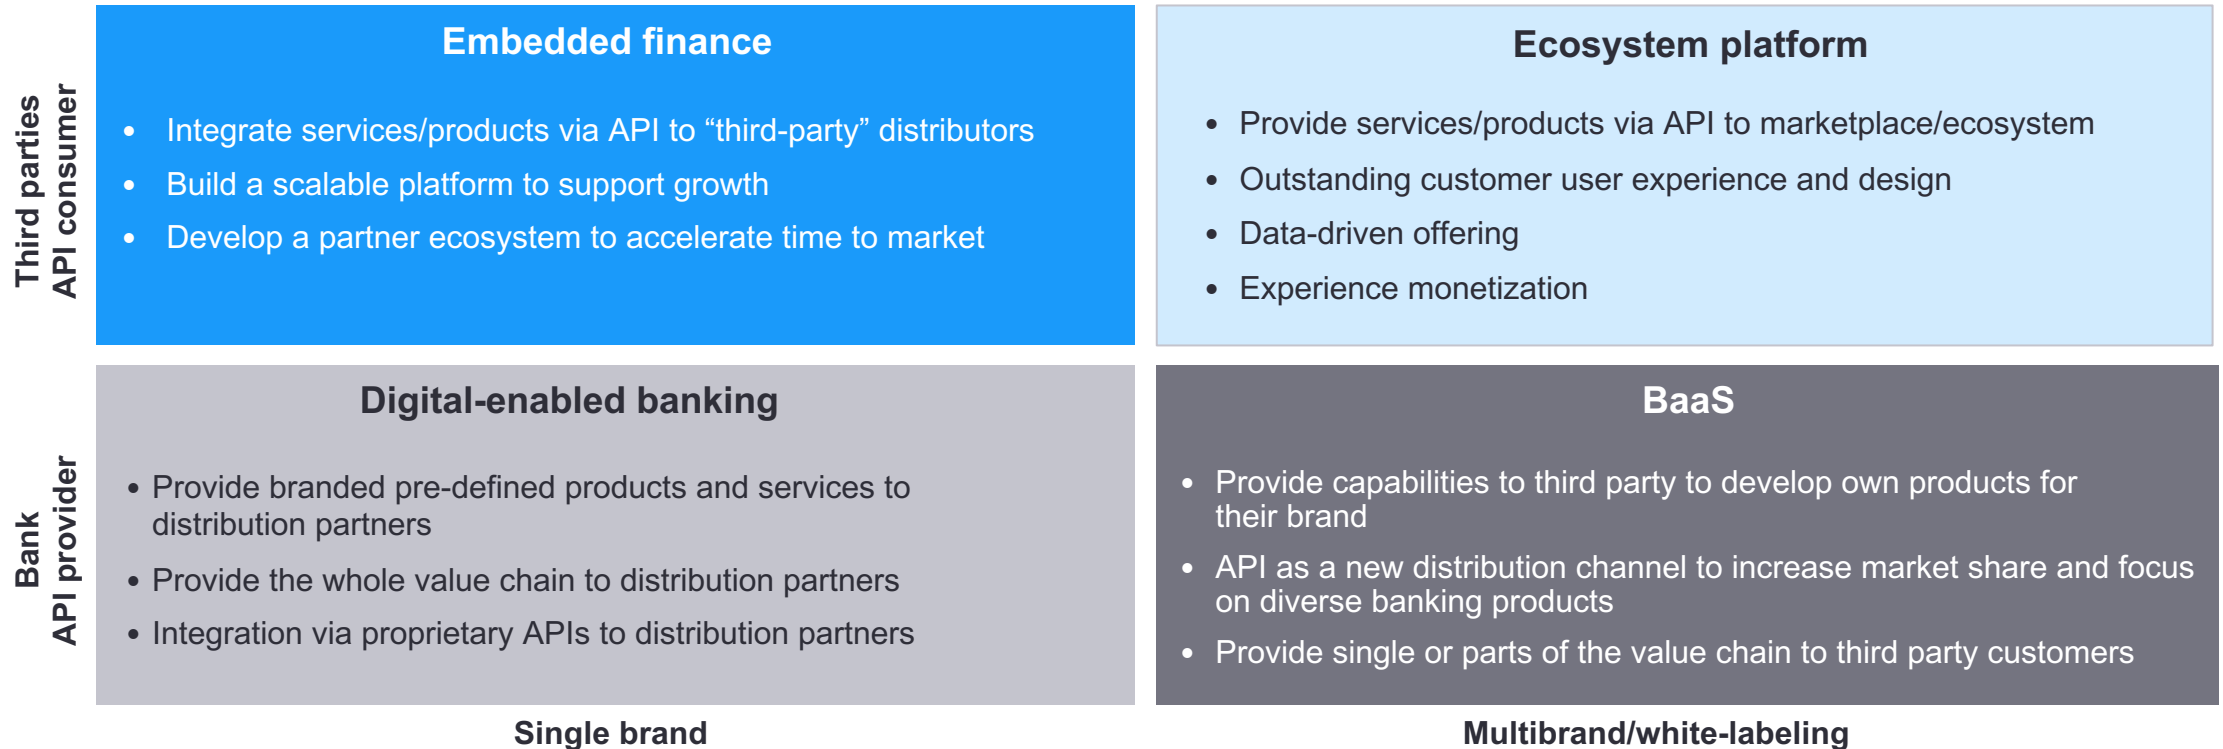 Third parties
API consumer
Embedded finance
• Integrate services/products via API to “third-party” distributors
• Build a scalable platform to support growth
• Develop a partner ecosystem to accelerate time to market
Ecosystem platform
• Provide services/products via API to marketplace/ecosystem
• Outstanding customer user experience and design
• Data-driven offering
• Experience monetization
Bank
API provider
Digital-enabled banking
• Provide branded pre-defined products and services to
distribution partners
• Provide the whole value chain to distribution partners
• Integration via proprietary APIs to distribution partners
BaaS
• Provide capabilities to third party to develop own products for
their brand
• API as a new distribution channel to increase market share and focus
on diverse banking products
• Provide single or parts of the value chain to third party customers
Single brand
Multibrand/white-labeling